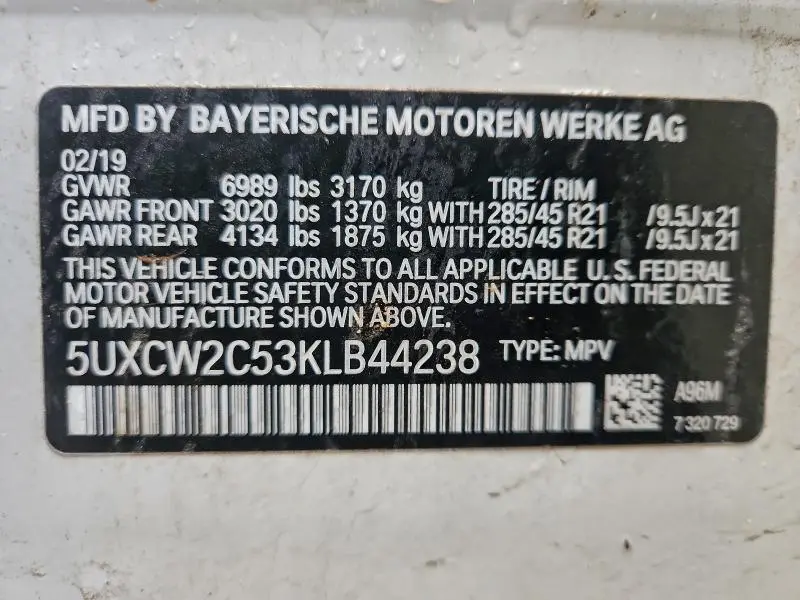 MFD BY BAYERISCHE MOTOREN WERKE AG
02/19
GVWR 6989 lbs 3170 kg TIRE / RIM
GAWR FRONT 3020 lbs 1370 kg WITH 285/45 R21 /9.5J x 21
GAWR REAR 4134 lbs 1875 kg WITH 285/45 R21 /9.5J x 21
THIS VEHICLE CONFORMS TO ALL APPLICABLE U.S. FEDERAL
MOTOR VEHICLE SAFETY STANDARDS IN EFFECT ON THE DATE
OF MANUFACTURE SHOWN ABOVE.
5UXCW2C53KLB44238 TYPE: MPV
A96M
7 320 729